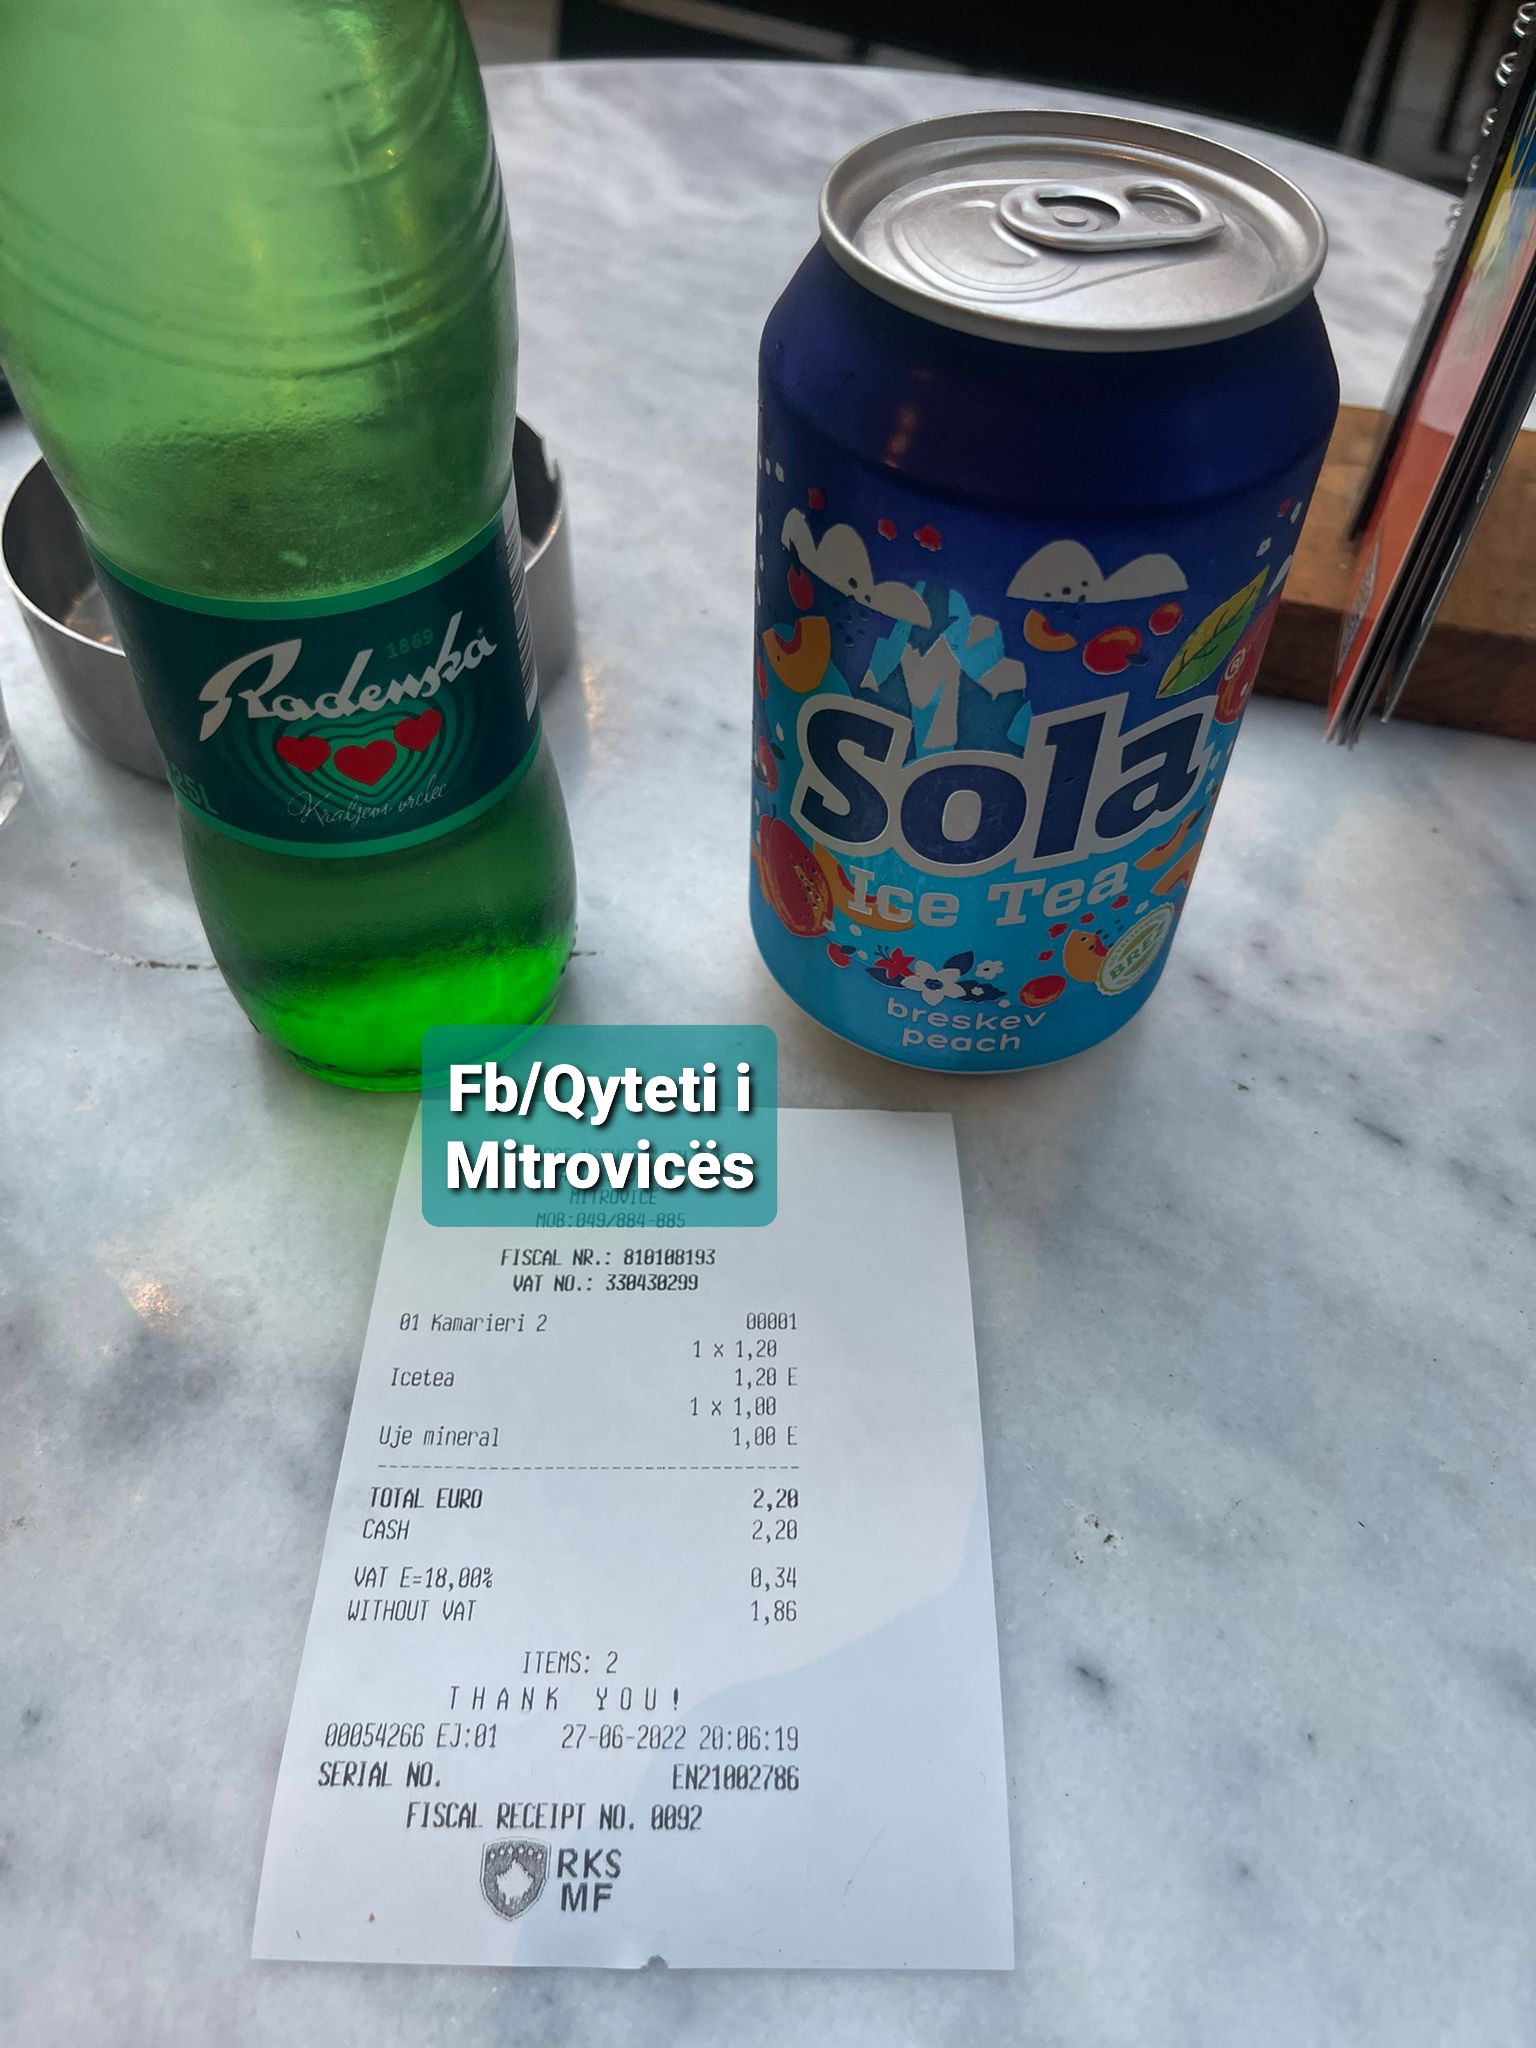 1869
Radenska
Kraljevi vrelec
Sola
Ice Tea
breskev
peach
Fb/Qyteti i
Mitrovicës
MITROVICE
MOB:049/884-885
FISCAL NR.: 810108193
VAT NO.: 330430299
01 Kamarieri 2 00001
1 x 1,20
Icetea 1,20 E
1 x 1,00
Uje mineral 1,00 E
TOTAL EURO 2,20
CASH 2,20
VAT E=18,00% 0,34
WITHOUT VAT 1,86
ITEMS: 2
THANK YOU!
00054266 EJ:01 27-06-2022 20:06:19
SERIAL NO. EN21002786
FISCAL RECEIPT NO. 0092
RKS
MF